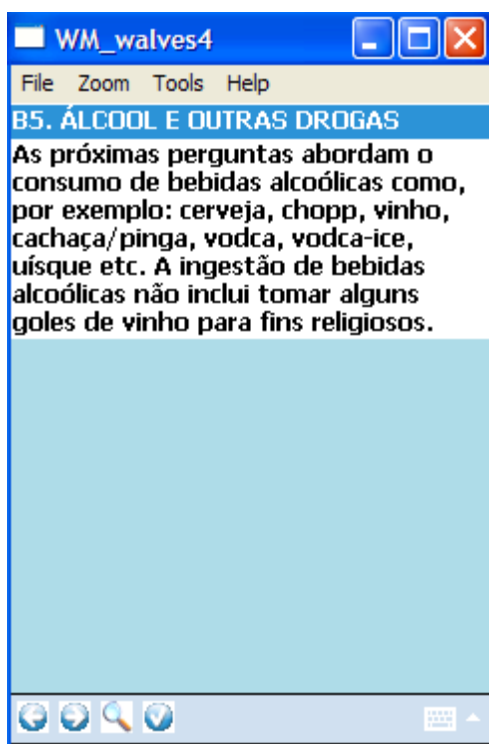 WM_walves4
File Zoom Tools Help
B5. ÁLCOOL E OUTRAS DROGAS
As próximas perguntas abordam o
consumo de bebidas alcoólicas como,
por exemplo: cerveja, chopp, vinho,
cachaça/pinga, vodca, vodca-ice,
uísque etc. A ingestão de bebidas
alcoólicas não inclui tomar alguns
goles de vinho para fins religiosos.